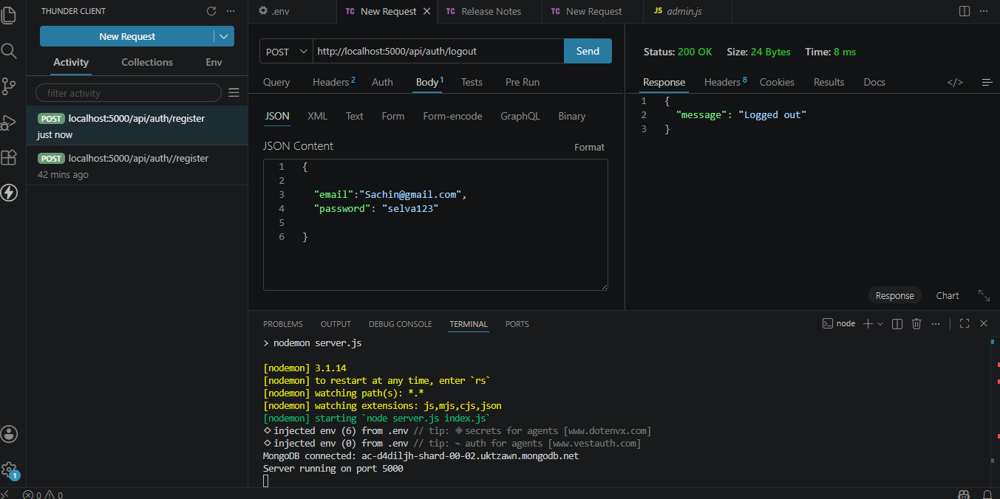 THUNDER CLIENT
New Request
Activity Collections Env
filter activity
POST localhost:5000/api/auth/register
just now
POST localhost:5000/api/auth//register
42 mins ago
1
.env
TC New Request
TC Release Notes
TC New Request
JS admin.js
POST http://localhost:5000/api/auth/logout Send
Query Headers 2 Auth Body 1 Tests Pre Run
JSON XML Text Form Form-encode GraphQL Binary
JSON Content Format
1 {
2
3 "email":"Sachin@gmail.com",
4 "password": "selva123"
5
6 }
Status: 200 OK Size: 24 Bytes Time: 8 ms
Response Headers 8 Cookies Results Docs </>
1 {
2 "message": "Logged out"
3 }
Response Chart
PROBLEMS OUTPUT DEBUG CONSOLE TERMINAL PORTS
node
> nodemon server.js
[nodemon] 3.1.14
[nodemon] to restart at any time, enter `rs`
[nodemon] watching path(s): *.*
[nodemon] watching extensions: js,mjs,cjs,json
[nodemon] starting `node server.js index.js`
◇ injected env (6) from .env // tip: ◈ secrets for agents [www.dotenvx.com]
◇ injected env (0) from .env // tip: ⌁ auth for agents [www.vestauth.com]
MongoDB connected: ac-d4diljh-shard-00-02.uktzawn.mongodb.net
Server running on port 5000
0 0